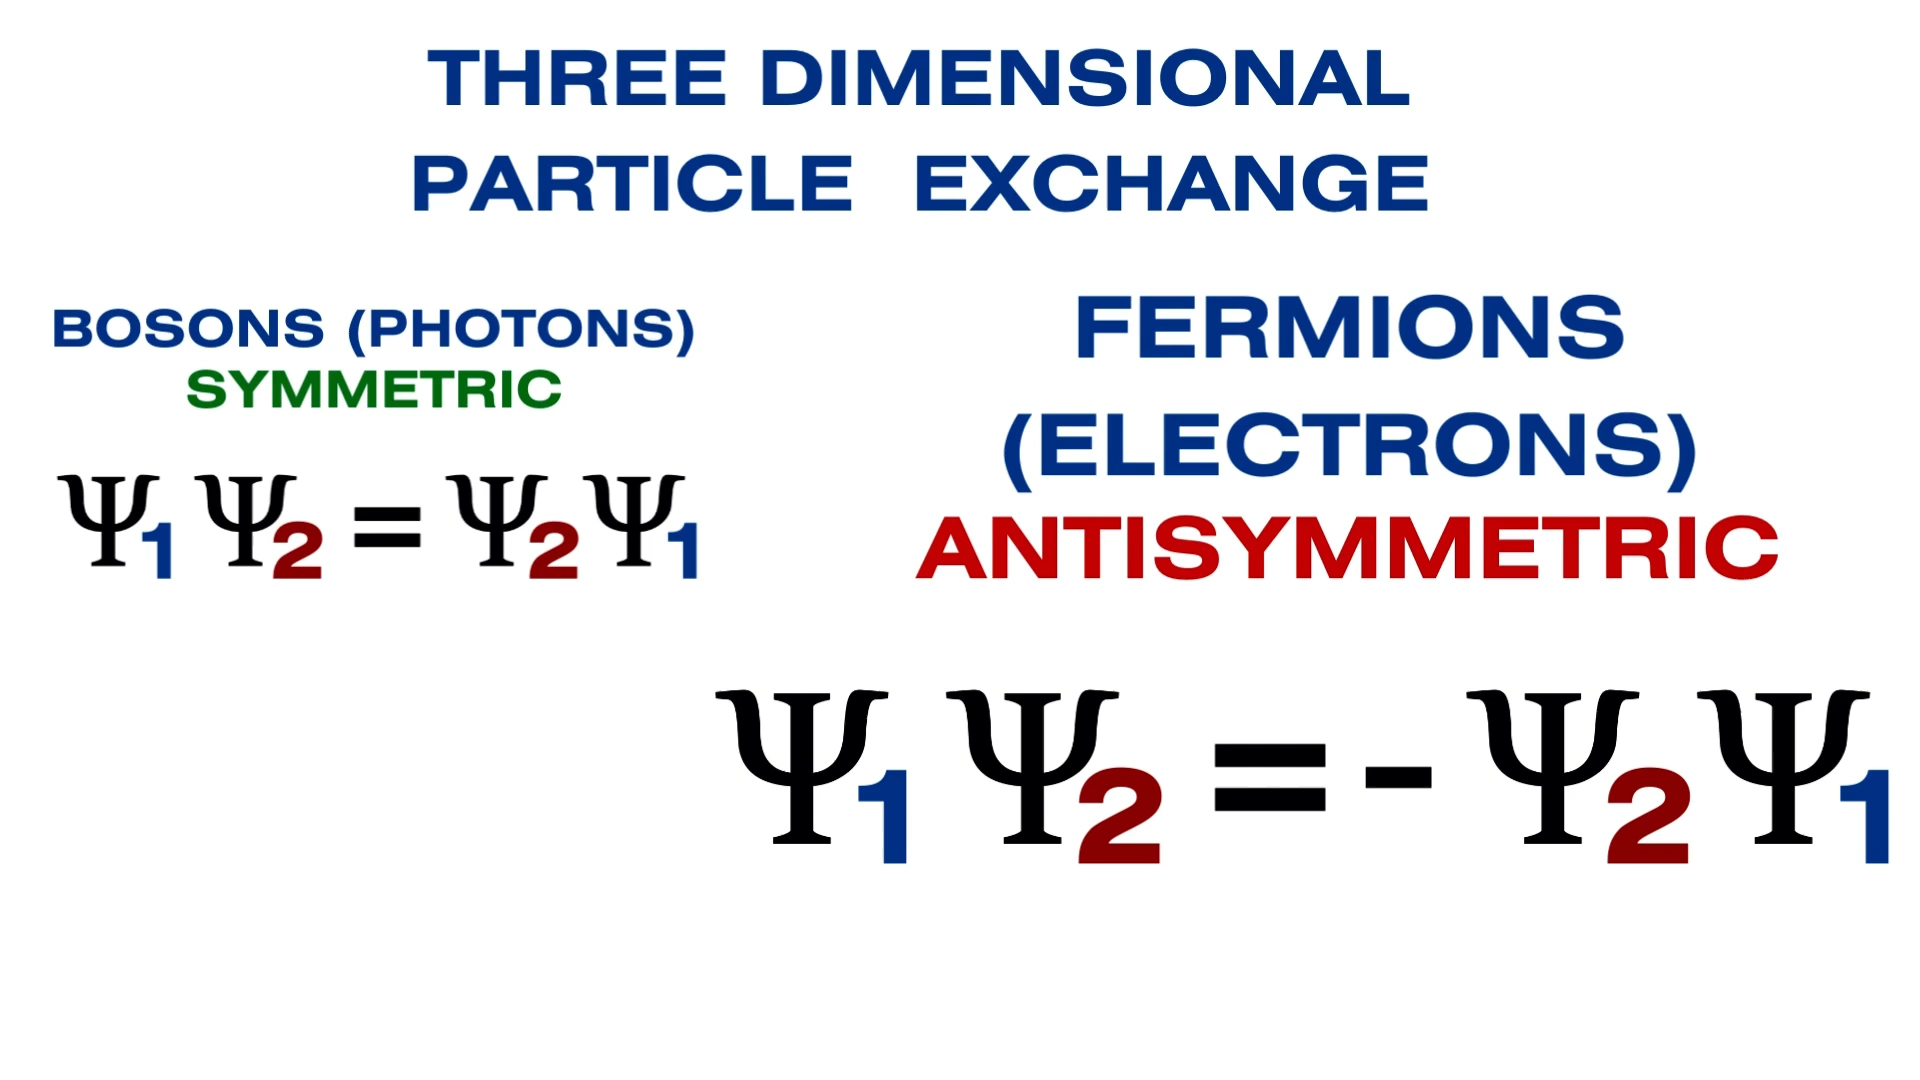 THREE DIMENSIONAL
PARTICLE EXCHANGE
BOSONS (PHOTONS)
SYMMETRIC
Ψ1 Ψ2 = Ψ2 Ψ1
FERMIONS
(ELECTRONS)
ANTISYMMETRIC
Ψ1 Ψ2 = - Ψ2 Ψ1